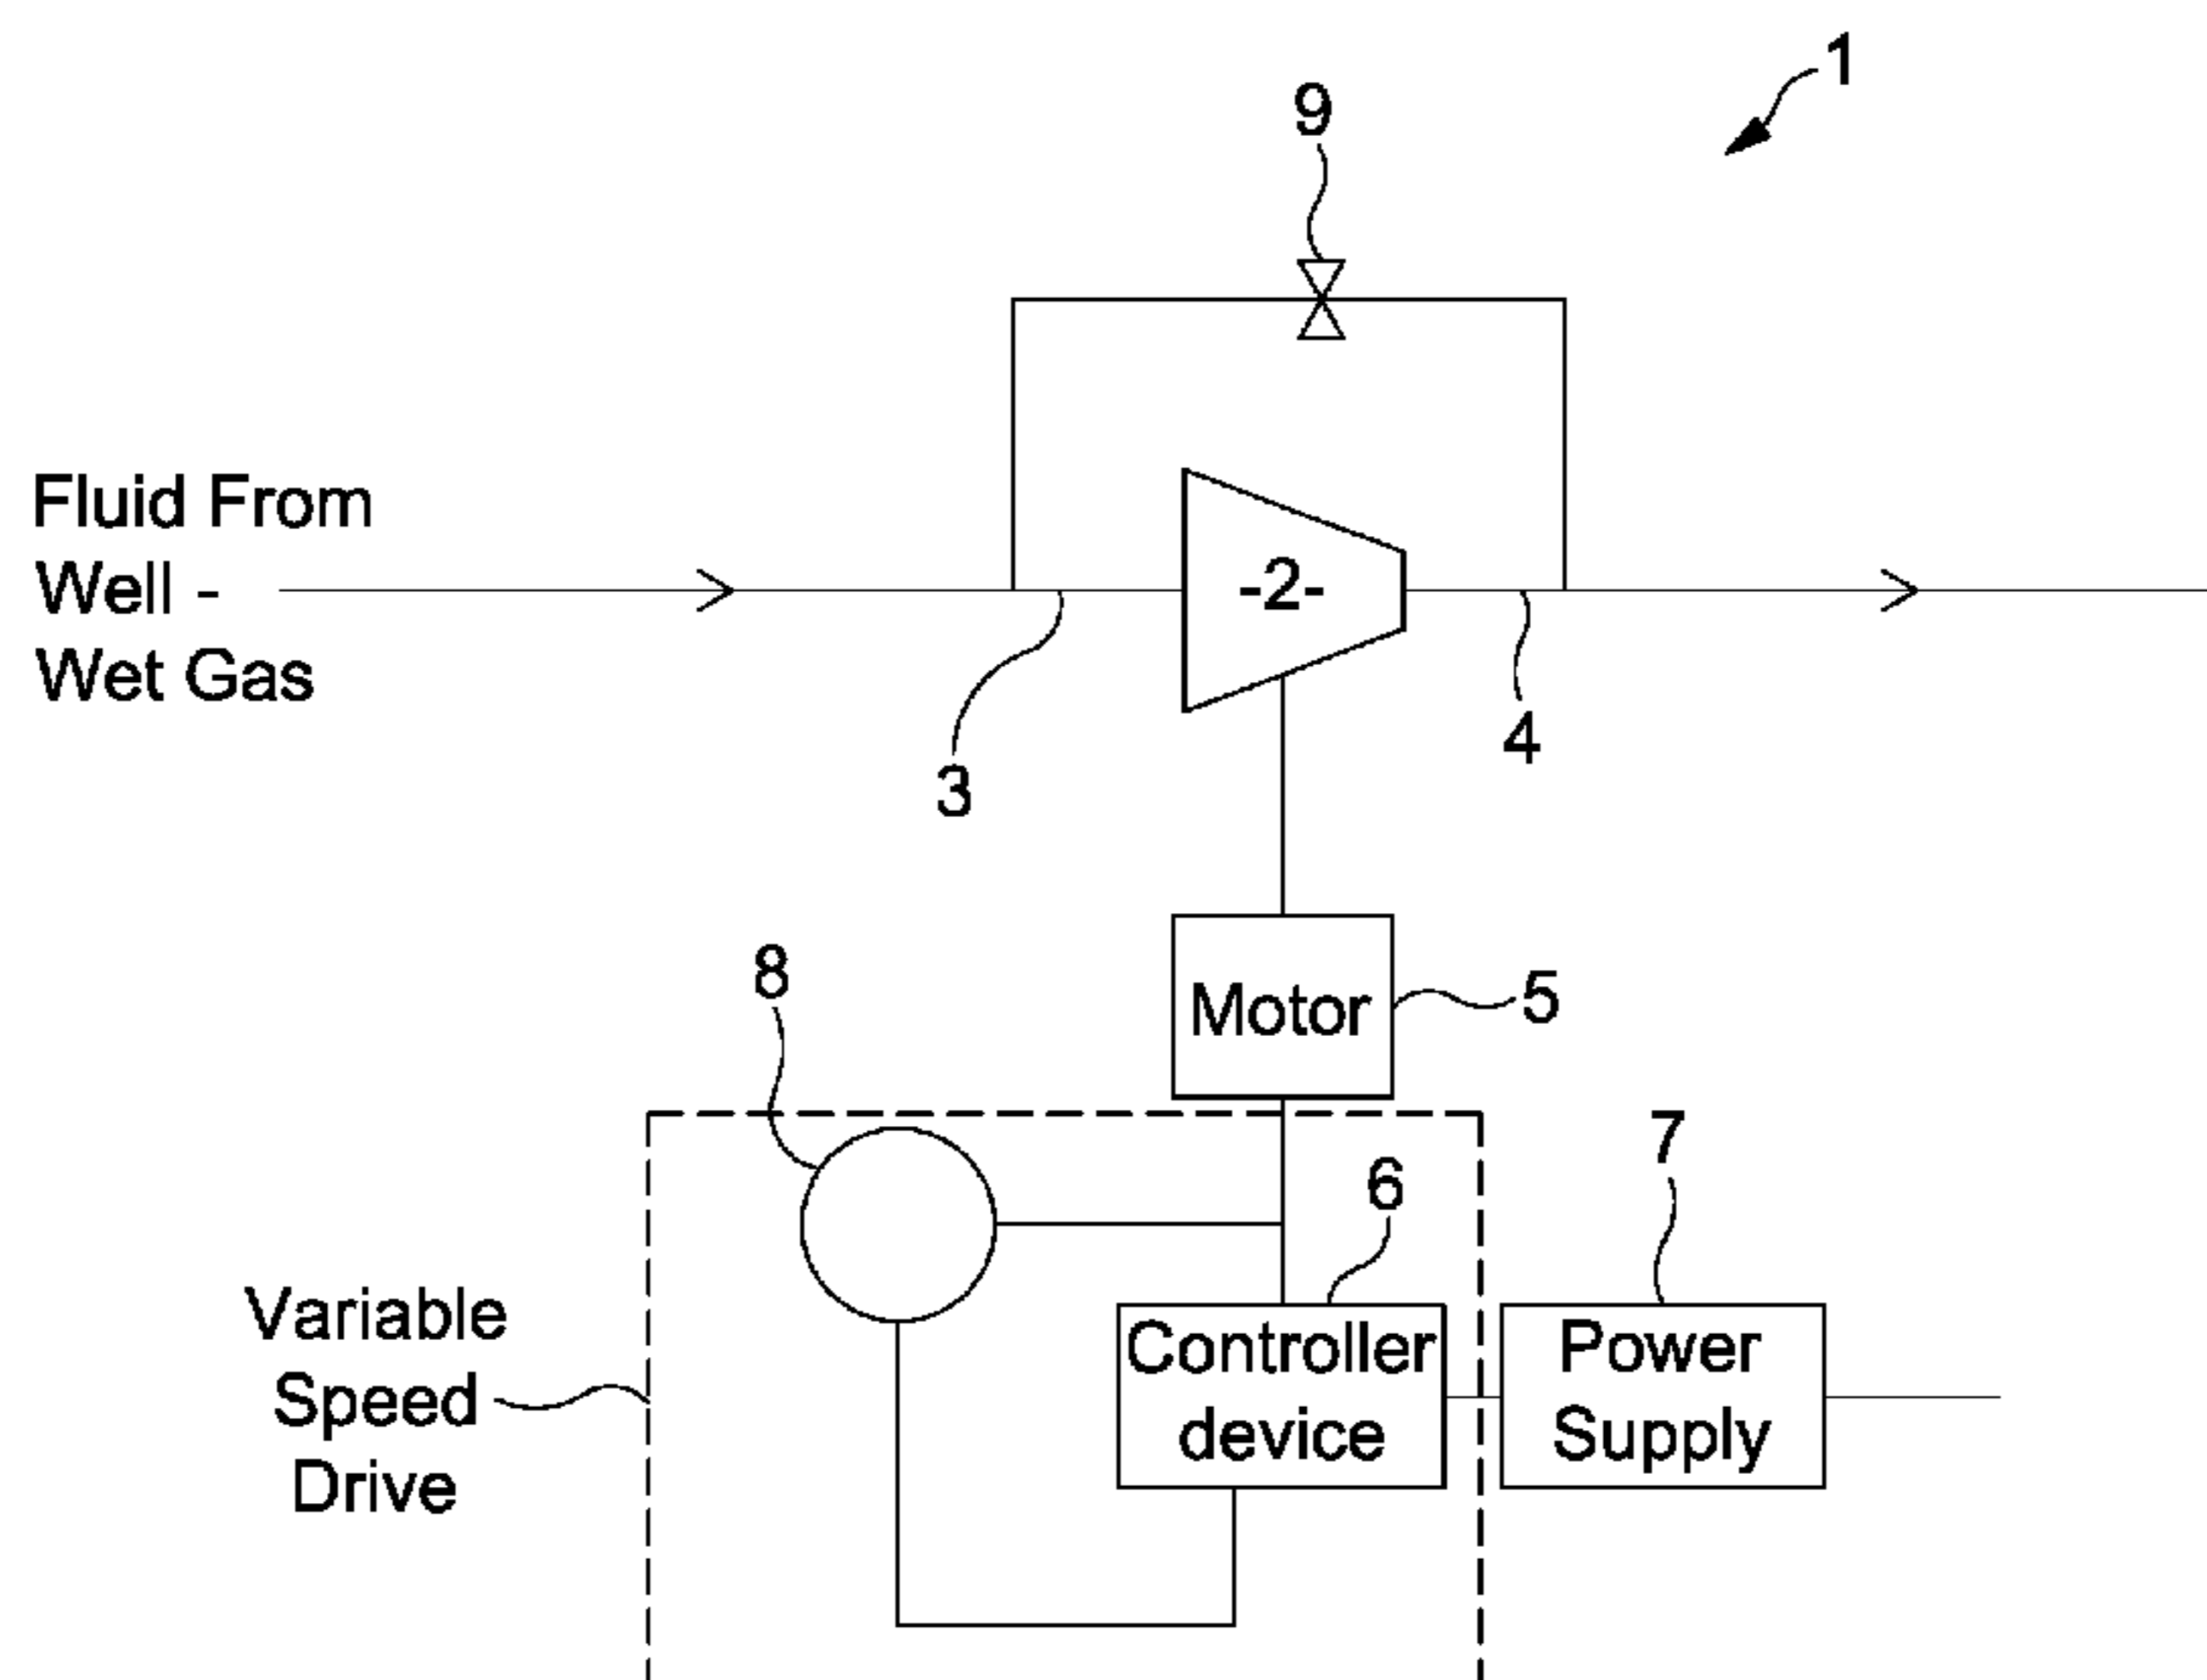 1
9
Fluid From
Well -
Wet Gas
-2-
3
4
8
Motor
5
7
6
Variable
Speed
Drive
Controller
device
Power
Supply